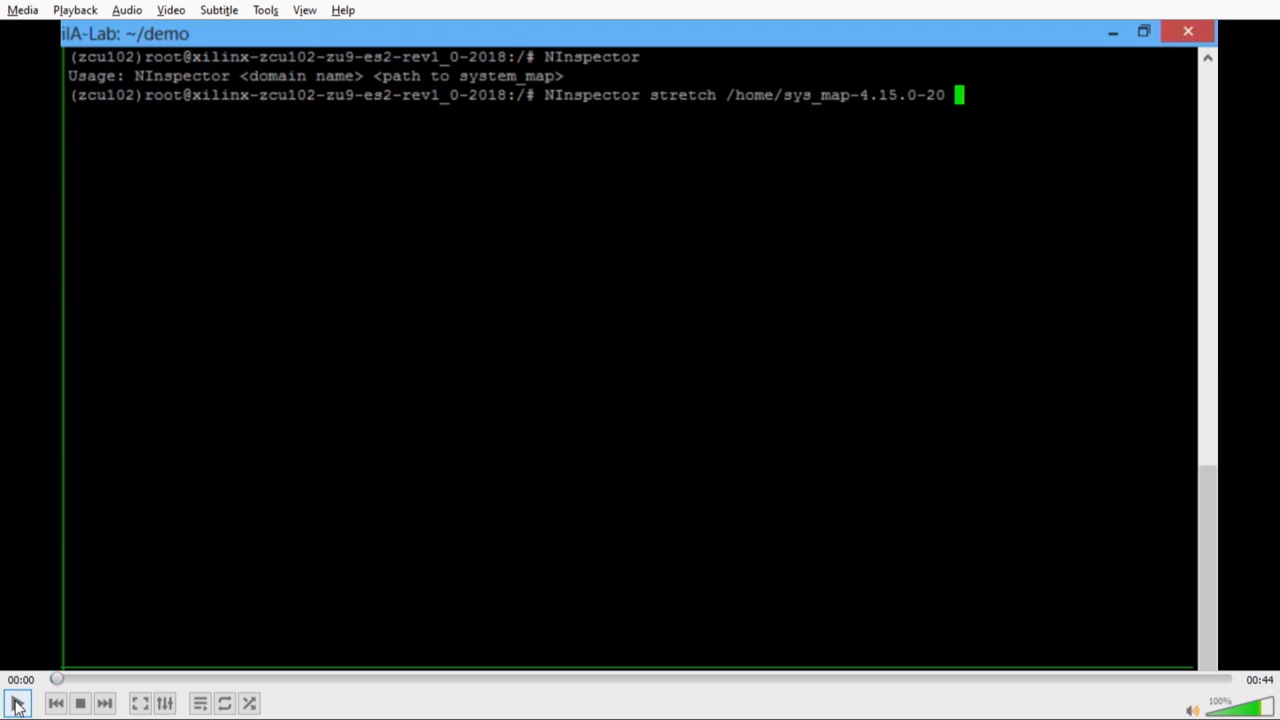 Media Playback Audio Video Subtitle Tools View Help
iiA-Lab: ~/demo
(zcu102)root@xilinx-zcu102-zu9-es2-rev1_0-2018:/# NInspector
Usage: NInspector <domain name> <path to system_map>
(zcu102)root@xilinx-zcu102-zu9-es2-rev1_0-2018:/# NInspector stretch /home/sys_map-4.15.0-20
00:00 00:44
100%